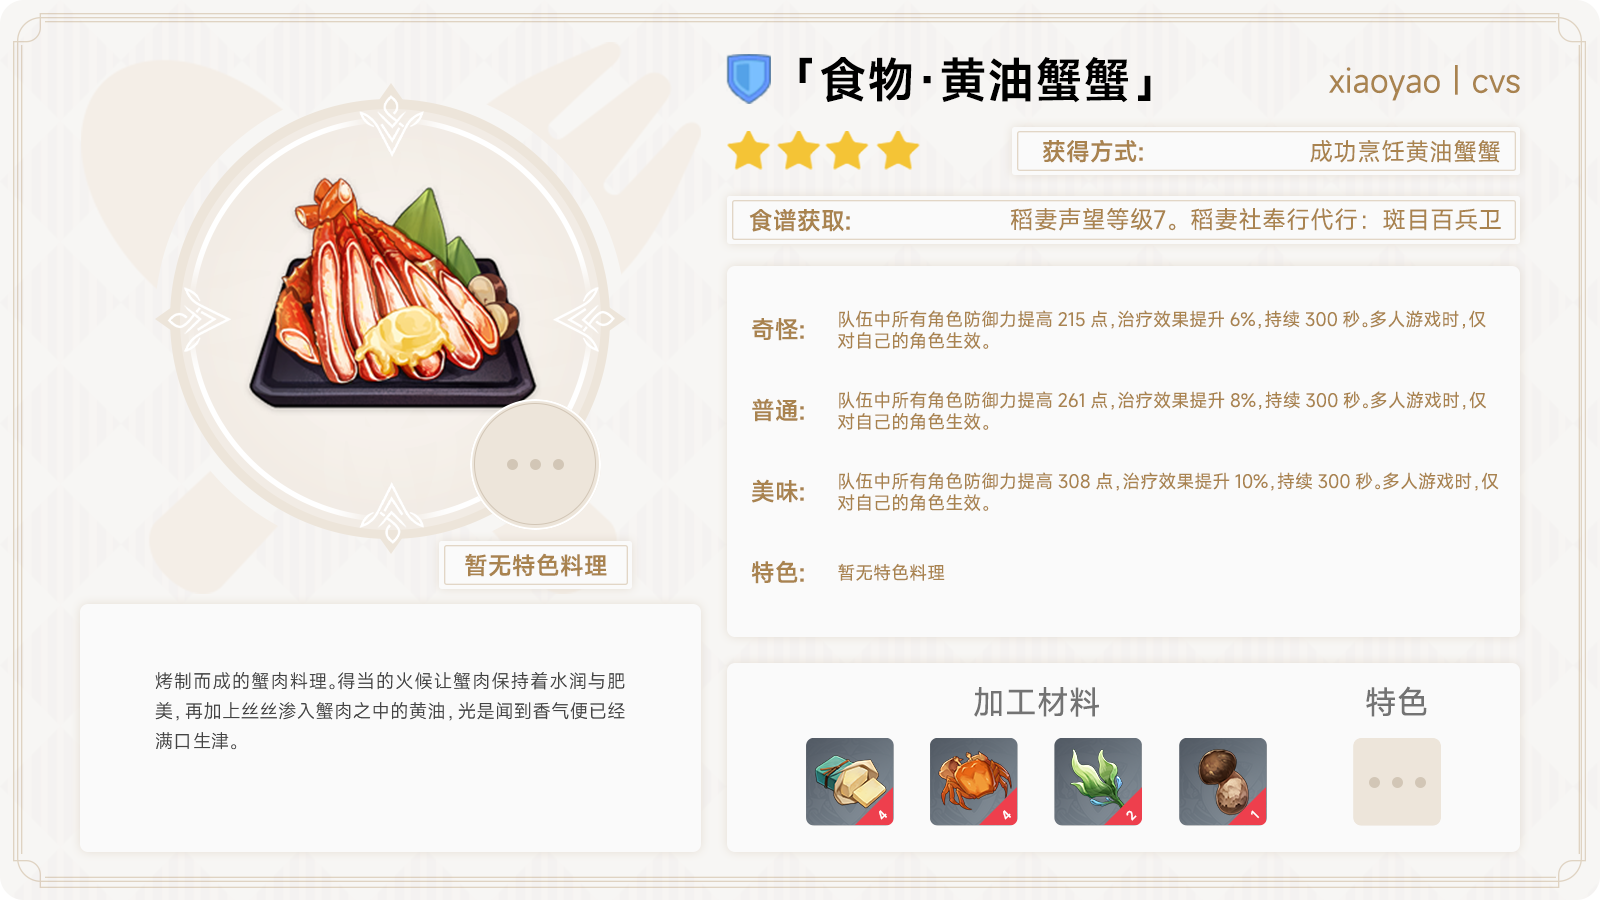 「食物·黄油蟹蟹」
xiaoyao | cvs
获得方式:
成功烹饪黄油蟹蟹
食谱获取:
稻妻声望等级7。稻妻社奉行代行：斑目百兵卫
奇怪:
队伍中所有角色防御力提高 215 点,治疗效果提升 6%,持续 300 秒。多人游戏时,仅
对自己的角色生效。
普通:
队伍中所有角色防御力提高 261 点,治疗效果提升 8%,持续 300 秒。多人游戏时,仅
对自己的角色生效。
美味:
队伍中所有角色防御力提高 308 点,治疗效果提升 10%,持续 300 秒。多人游戏时,仅
对自己的角色生效。
特色:
暂无特色料理
暂无特色料理
烤制而成的蟹肉料理。得当的火候让蟹肉保持着水润与肥
美,再加上丝丝渗入蟹肉之中的黄油,光是闻到香气便已经
满口生津。
加工材料
特色
4
4
2
1